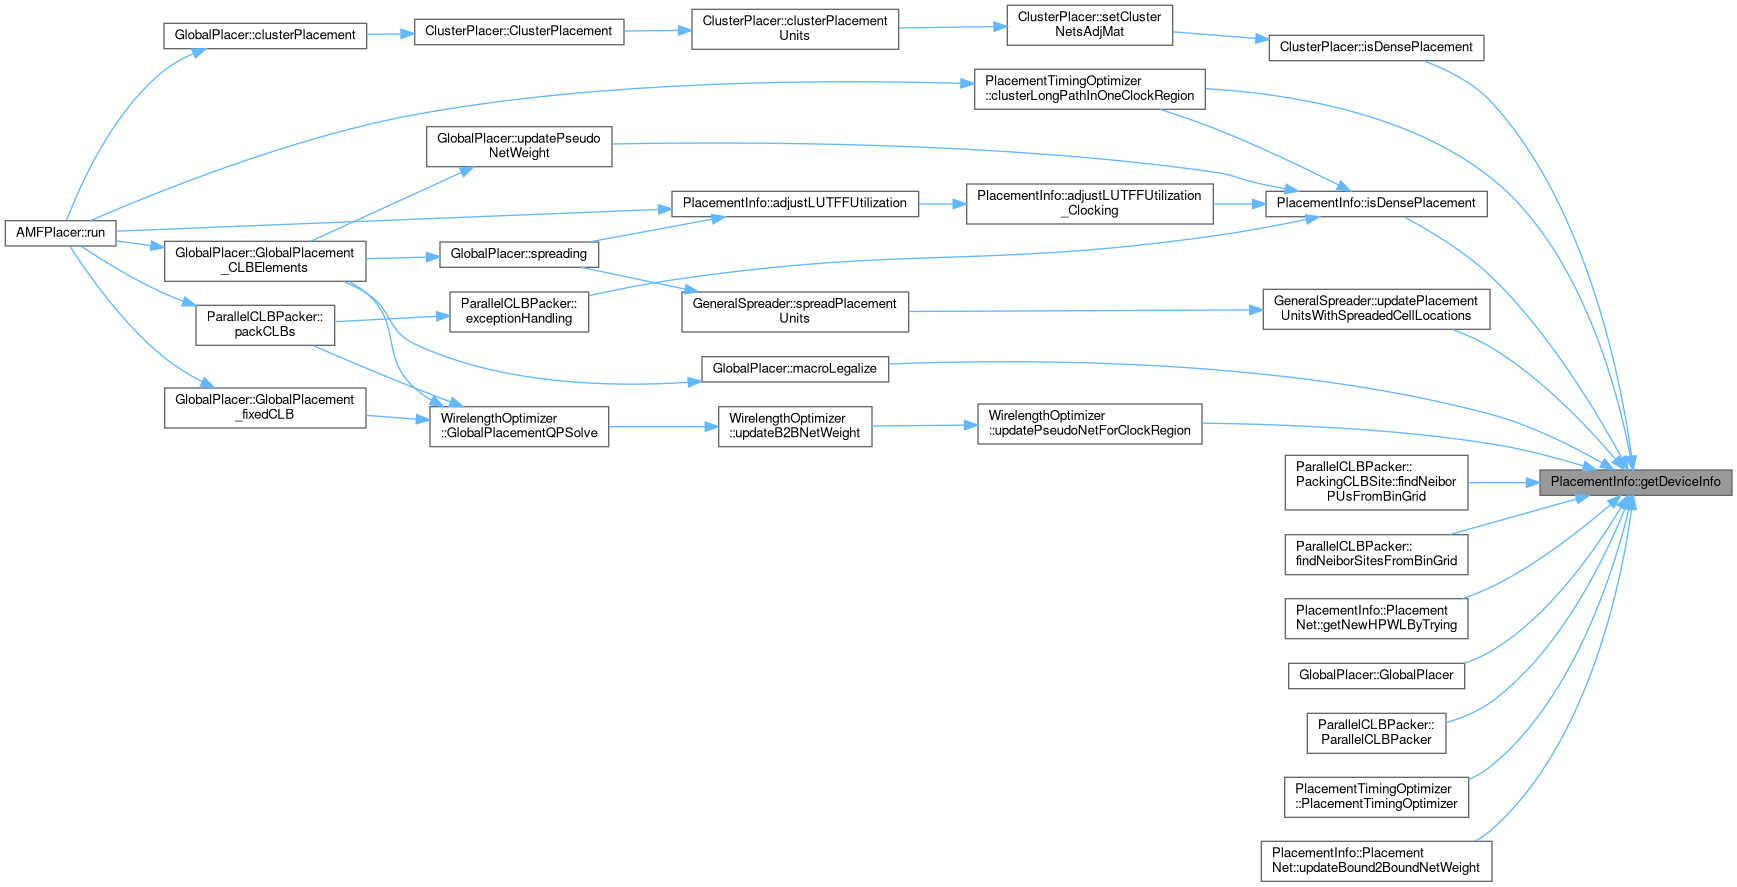 GlobalPlacer::clusterPlacement
ClusterPlacer::ClusterPlacement
ClusterPlacer::clusterPlacement
Units
ClusterPlacer::setCluster
NetsAdjMat
ClusterPlacer::isDensePlacement
PlacementTimingOptimizer
::clusterLongPathInOneClockRegion
GlobalPlacer::updatePseudo
NetWeight
PlacementInfo::adjustLUTFFUtilization
PlacementInfo::adjustLUTFFUtilization
_Clocking
PlacementInfo::isDensePlacement
AMFPlacer::run
GlobalPlacer::GlobalPlacement
_CLBElements
GlobalPlacer::spreading
ParallelCLBPacker::
packCLBs
ParallelCLBPacker::
exceptionHandling
GeneralSpreader::spreadPlacement
Units
GeneralSpreader::updatePlacement
UnitsWithSpreadedCellLocations
GlobalPlacer::macroLegalize
GlobalPlacer::GlobalPlacement
_fixedCLB
WirelengthOptimizer
::GlobalPlacementQPSolve
WirelengthOptimizer
::updateB2BNetWeight
WirelengthOptimizer
::updatePseudoNetForClockRegion
ParallelCLBPacker::
PackingCLBSite::findNeibor
PUsFromBinGrid
PlacementInfo::getDeviceInfo
ParallelCLBPacker::
findNeiborSitesFromBinGrid
PlacementInfo::Placement
Net::getNewHPWLByTrying
GlobalPlacer::GlobalPlacer
ParallelCLBPacker::
ParallelCLBPacker
PlacementTimingOptimizer
::PlacementTimingOptimizer
PlacementInfo::Placement
Net::updateBound2BoundNetWeight